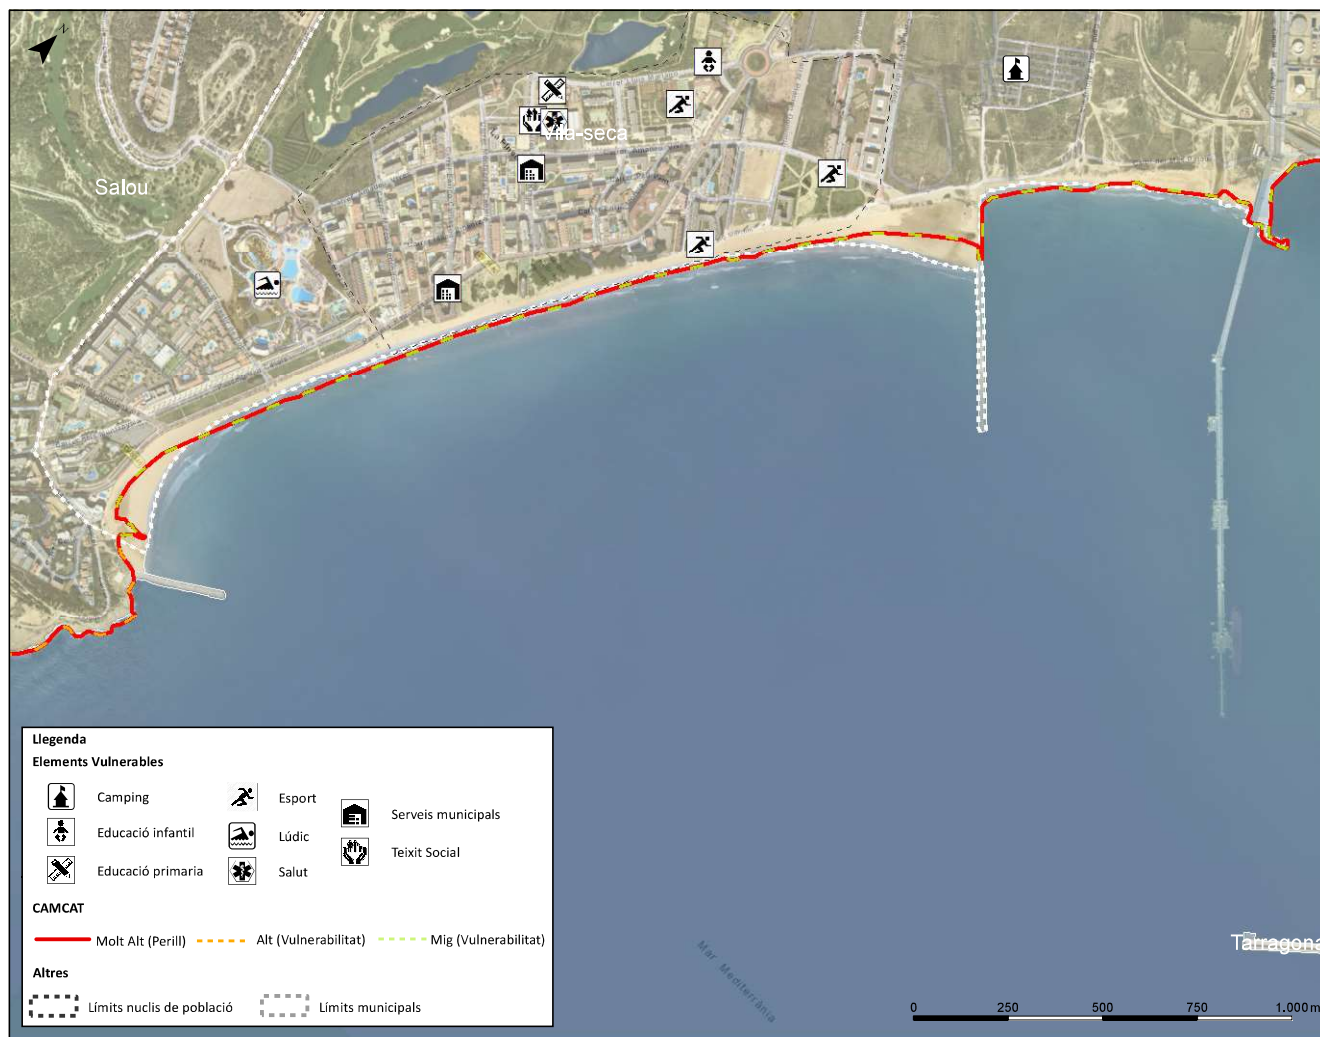 N
Salou
Vila-seca
Llegenda
Elements Vulnerables
Camping
Educació infantil
Educació primaria
Esport
Lúdic
Salut
Serveis municipals
Teixit Social
CAMCAT
Molt Alt (Perill)
Alt (Vulnerabilitat)
Mig (Vulnerabilitat)
Altres
Límits nuclis de població
Límits municipals
Mar Mediterrània
Tarragona
0 250 500 750 1.000 m